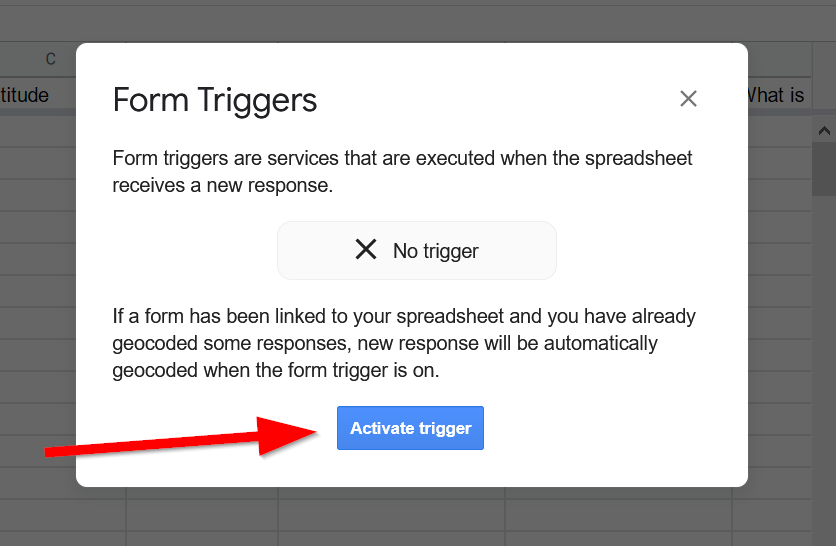 C
Form Triggers
titude
What is
Form triggers are services that are executed when the spreadsheet
receives a new response.
No trigger
If a form has been linked to your spreadsheet and you have already
geocoded some responses, new response will be automatically
geocoded when the form trigger is on.
Activate trigger